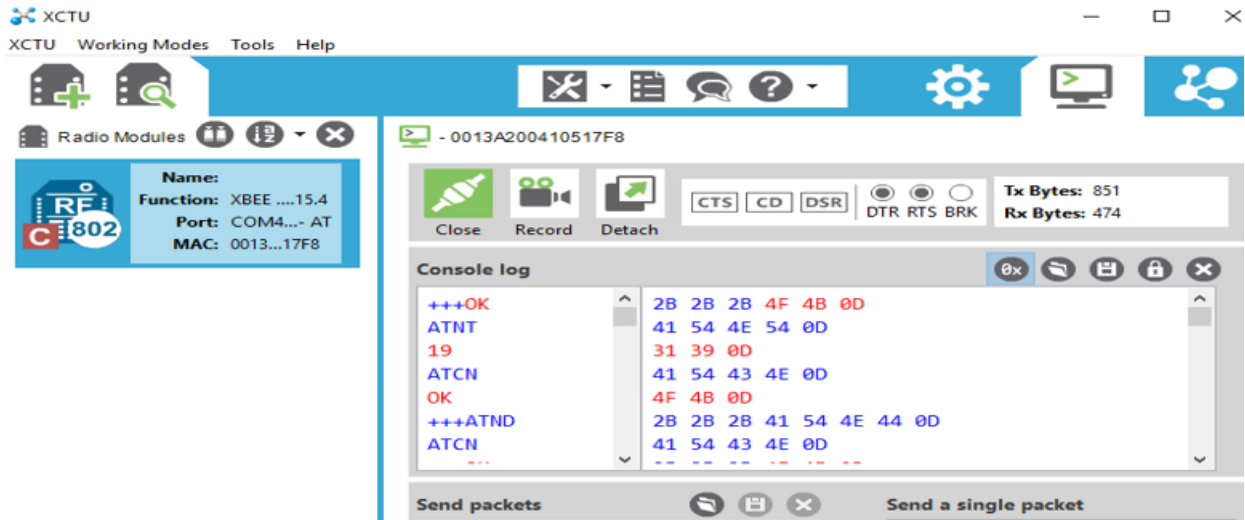 XCTU
XCTU Working Modes Tools Help
Radio Modules
- 0013A200410517F8
Name:
Function: XBEE ....15.4
Port: COM4...- AT
MAC: 0013...17F8
RF
C 802
Close Record Detach
CTS CD DSR DTR RTS BRK
Tx Bytes: 851
Rx Bytes: 474
Console log
0x
+++OK 2B 2B 2B 4F 4B 0D
ATNT 41 54 4E 54 0D
19 31 39 0D
ATCN 41 54 43 4E 0D
OK 4F 4B 0D
+++ATND 2B 2B 2B 41 54 4E 44 0D
ATCN 41 54 43 4E 0D
Send packets Send a single packet